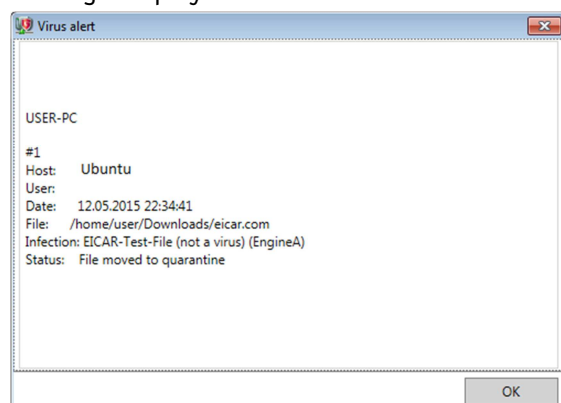 Virus alert
USER-PC
#1
Host: Ubuntu
User:
Date: 12.05.2015 22:34:41
File: /home/user/Downloads/eicar.com
Infection: EICAR-Test-File (not a virus) (EngineA)
Status: File moved to quarantine
OK